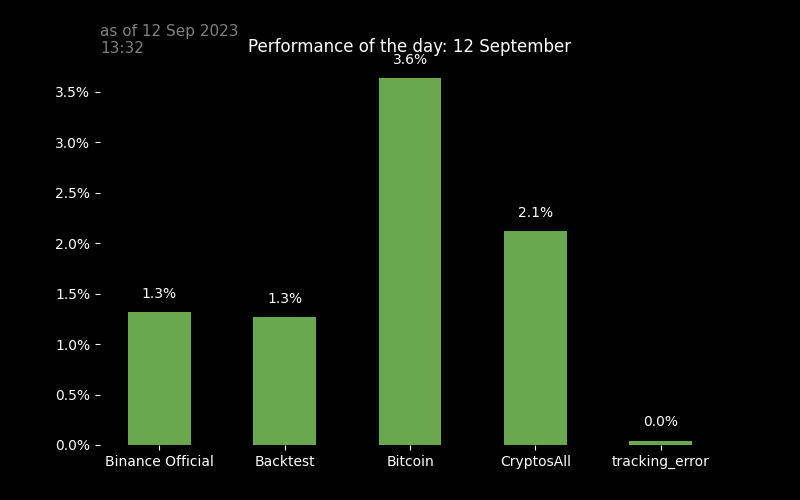 as of 12 Sep 2023
13:32
Performance of the day: 12 September
3.6%
3.5%
3.0%
2.5%
2.1%
2.0%
1.5%
1.3%
1.3%
1.0%
0.5%
0.0%
0.0%
Binance Official
Backtest
Bitcoin
CryptosAll
tracking_error